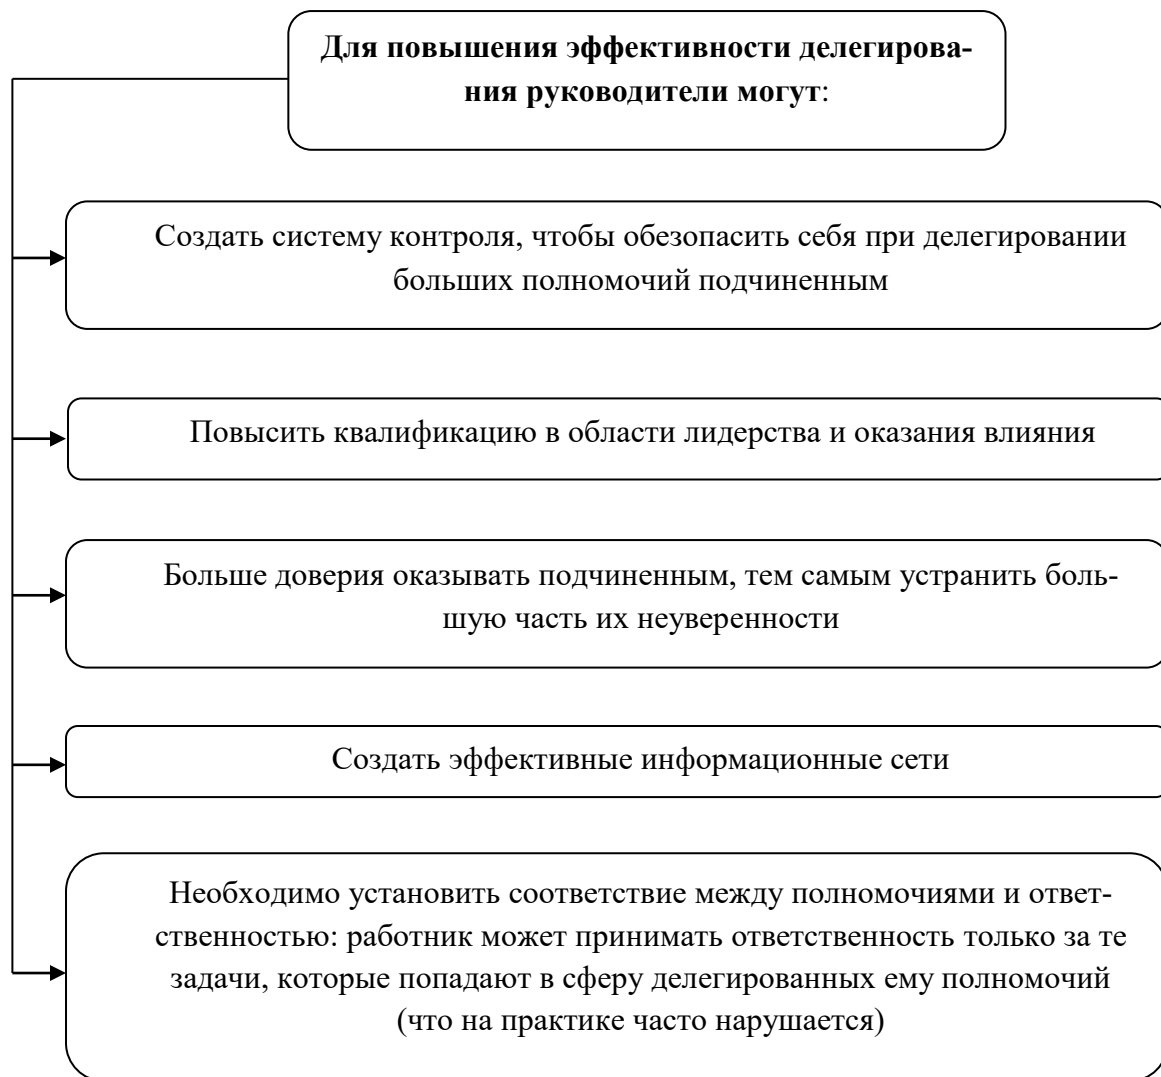 Для повышения эффективности делегирова-
ния руководители могут:
Создать систему контроля, чтобы обезопасить себя при делегировании
больших полномочий подчиненным
Повысить квалификацию в области лидерства и оказания влияния
Больше доверия оказывать подчиненным, тем самым устранить боль-
шую часть их неуверенности
Создать эффективные информационные сети
Необходимо установить соответствие между полномочиями и ответ-
ственностью: работник может принимать ответственность только за те
задачи, которые попадают в сферу делегированных ему полномочий
(что на практике часто нарушается)